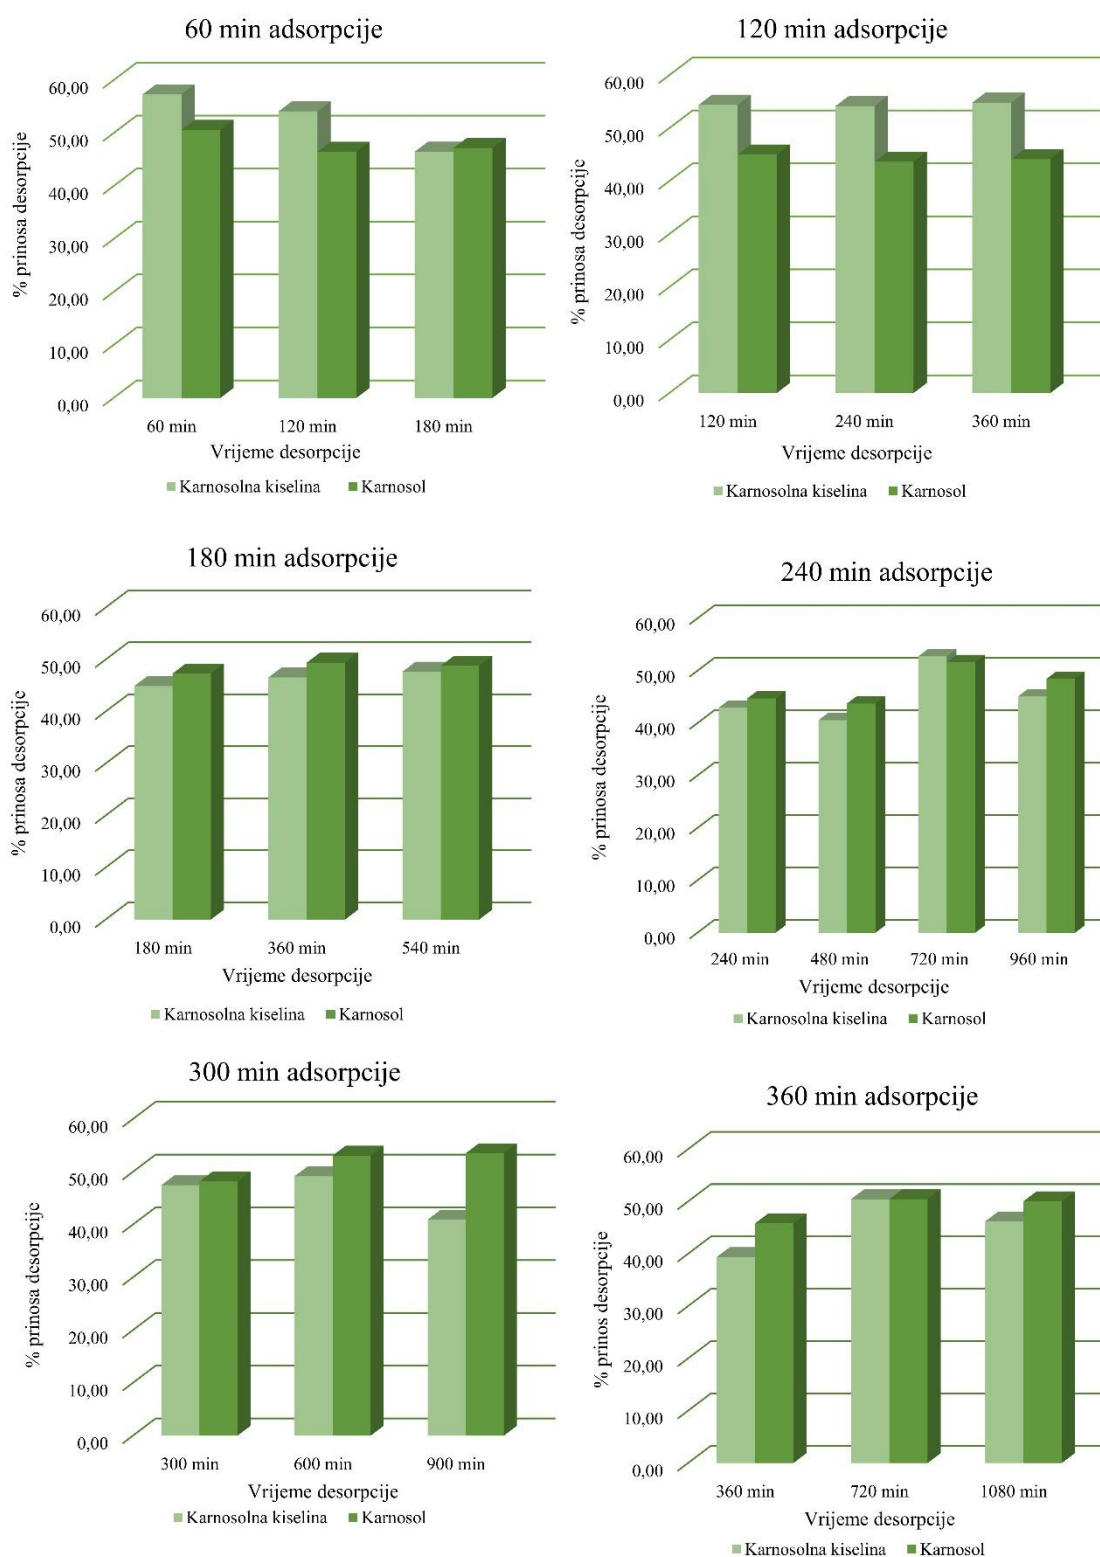 60 min adsorpcije
% prinosa desorpcije
60,00
50,00
40,00
30,00
20,00
10,00
0,00
60 min 120 min 180 min
Vrijeme desorpcije
Karnosolna kiselina Karnosol
120 min adsorpcije
% prinosa desorpcije
60,00
50,00
40,00
30,00
20,00
10,00
0,00
120 min 240 min 360 min
Vrijeme desorpcije
Karnosolna kiselina Karnosol
180 min adsorpcije
% prinosa desorpcije
60,00
50,00
40,00
30,00
20,00
10,00
0,00
180 min 360 min 540 min
Vrijeme desorpcije
Karnosolna kiselina Karnosol
240 min adsorpcije
% prinosa desorpcije
60,00
50,00
40,00
30,00
20,00
10,00
0,00
240 min 480 min 720 min 960 min
Vrijeme desorpcije
Karnosolna kiselina Karnosol
300 min adsorpcije
% prinosa desorpcije
60,00
50,00
40,00
30,00
20,00
10,00
0,00
300 min 600 min 900 min
Vrijeme desorpcije
Karnosolna kiselina Karnosol
360 min adsorpcije
% prinos desorpcije
60,00
50,00
40,00
30,00
20,00
10,00
0,00
360 min 720 min 1080 min
Vrijeme desorpcije
Karnosolna kiselina Karnosol